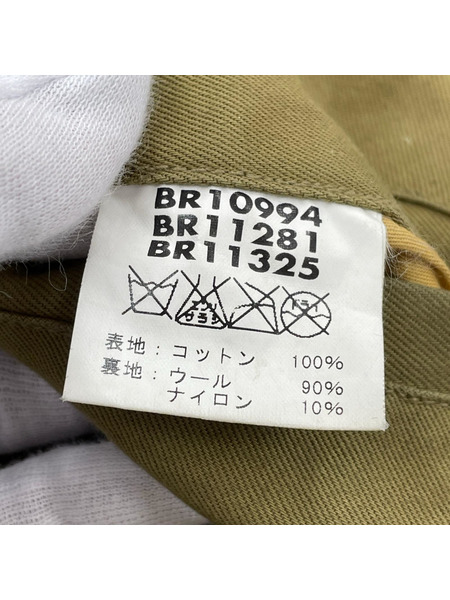 BR10994
BR11281
BR11325
エンソ サラシ ドライ
表地：コットン 100%
裏地：ウール 90%
ナイロン 10%